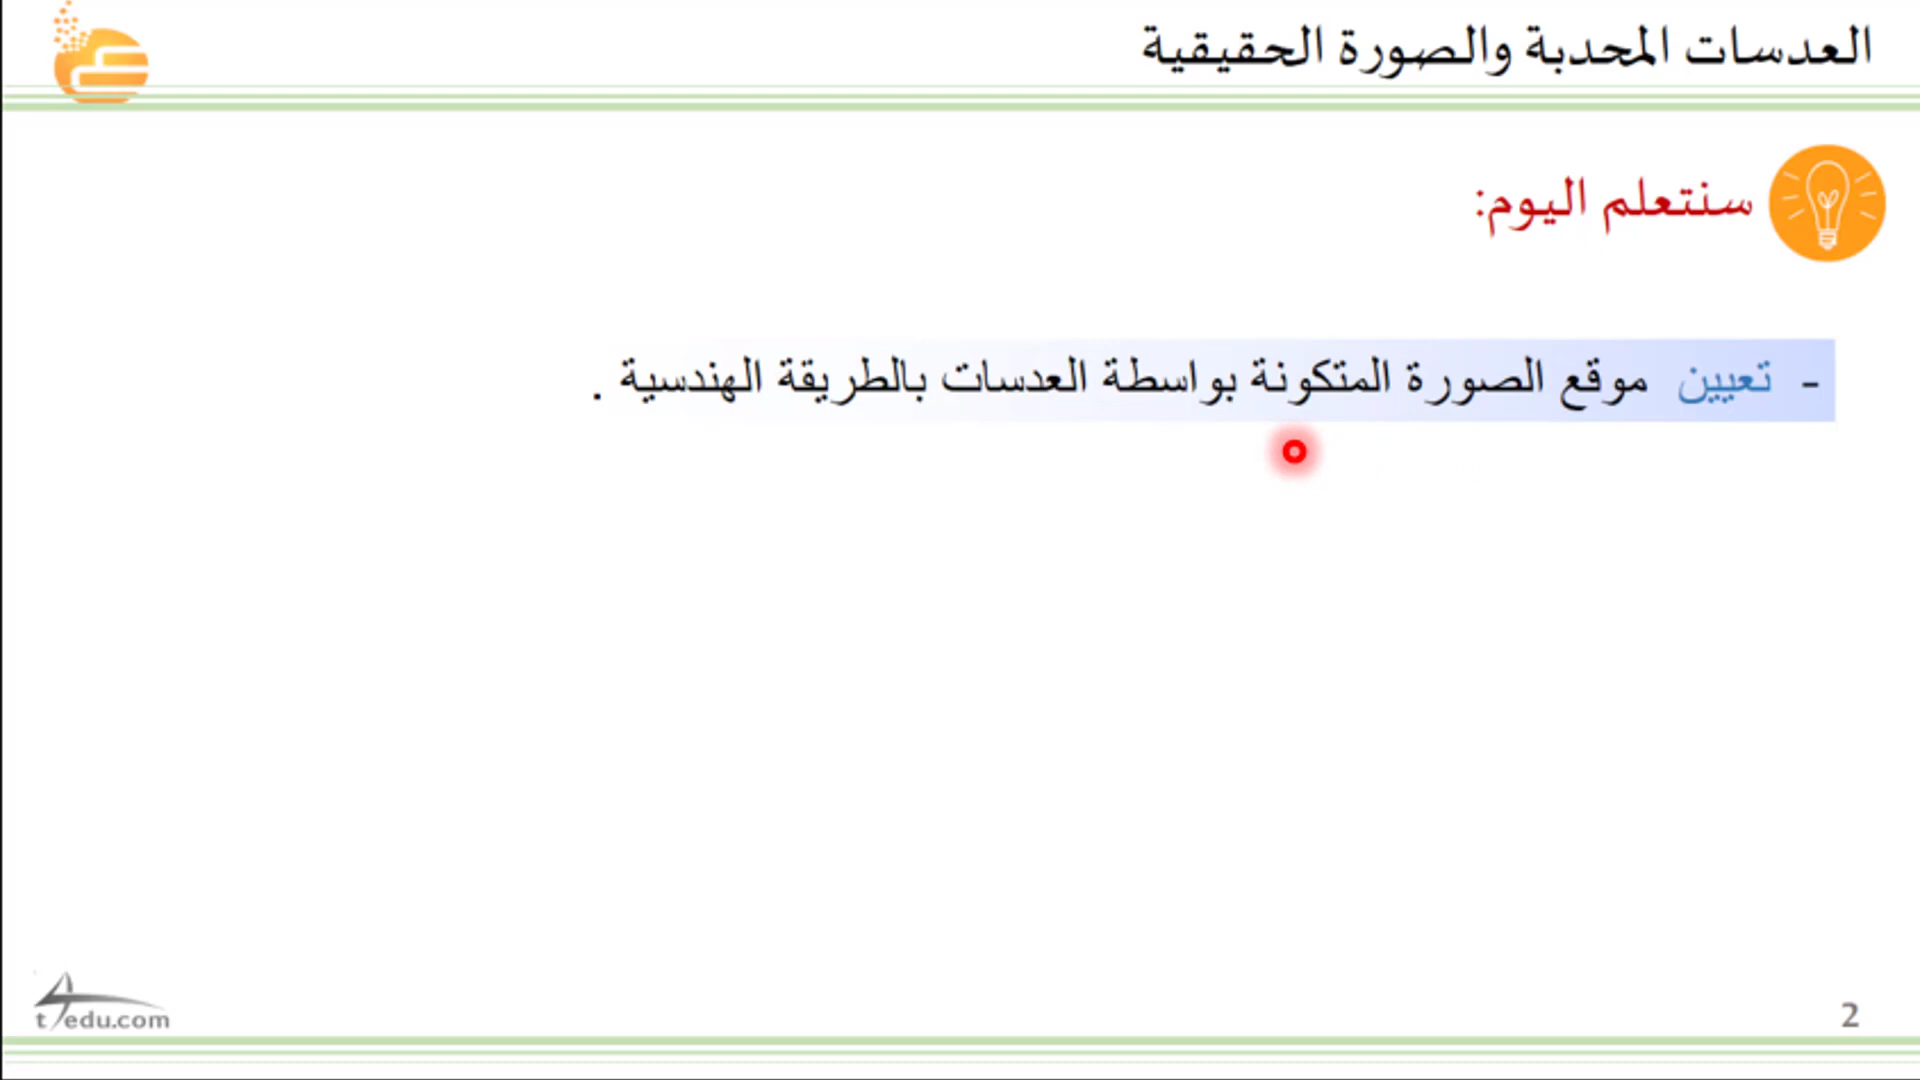 العدسات المحدبة والصورة الحقيقية
سنتعلم اليوم:
- تعيين موقع الصورة المتكونة بواسطة العدسات بالطريقة الهندسية .
t4edu.com
2